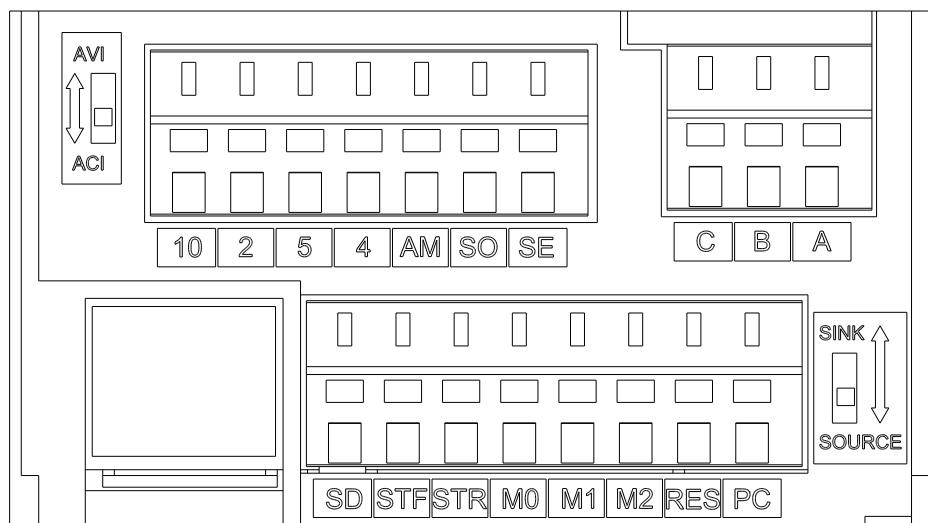 AVI
ACI
10 2 5 4 AM SO SE
C B A
SINK
SOURCE
SD STF STR M0 M1 M2 RES PC